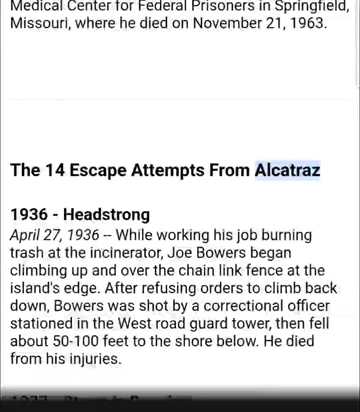 Medical Center for Federal Prisoners in Springfield,
Missouri, where he died on November 21, 1963.
The 14 Escape Attempts From Alcatraz
1936 - Headstrong
April 27, 1936 -- While working his job burning
trash at the incinerator, Joe Bowers began
climbing up and over the chain link fence at the
island's edge. After refusing orders to climb back
down, Bowers was shot by a correctional officer
stationed in the West road guard tower, then fell
about 50-100 feet to the shore below. He died
from his injuries.